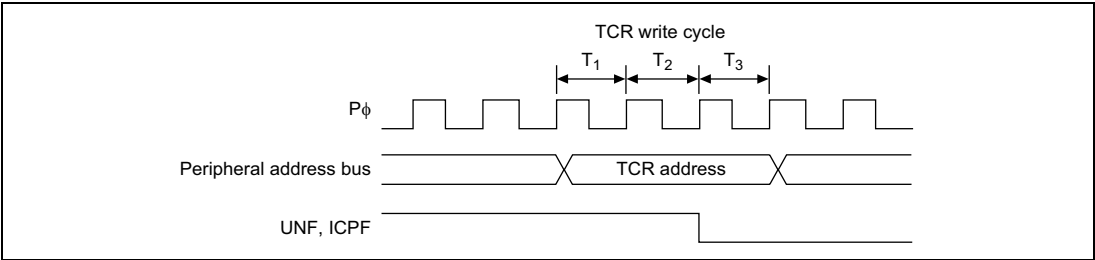 TCR write cycle
T1 T2 T3
Pϕ
Peripheral address bus TCR address
UNF, ICPF